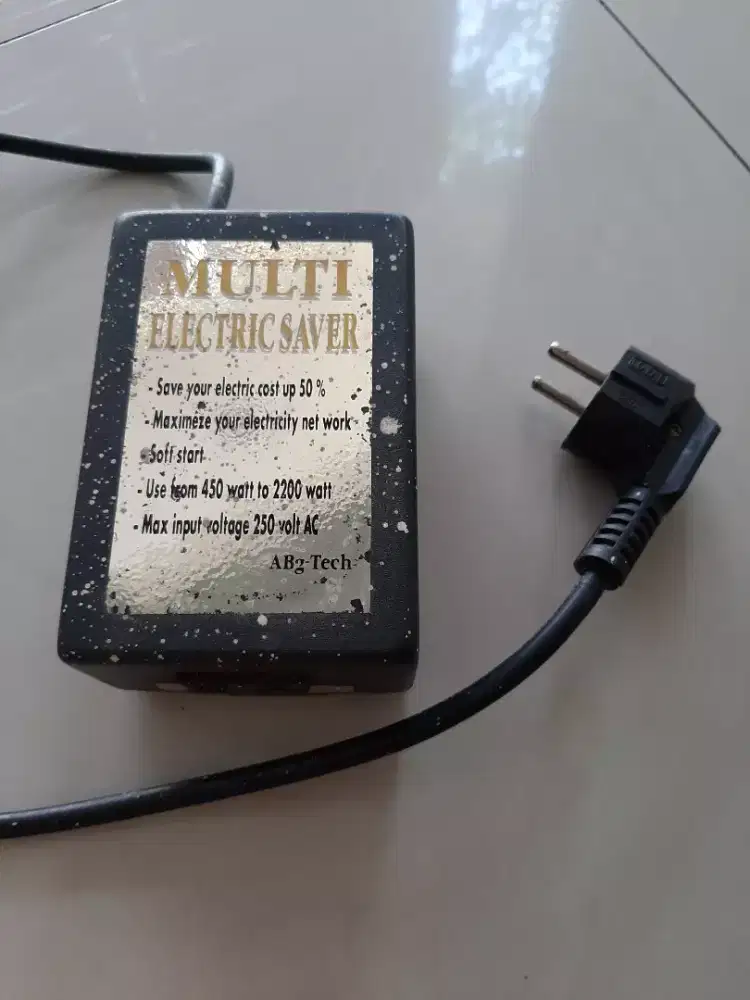 MULTI
ELECTRIC SAVER
- Save your electric cost up 50 %
- Maximeze your electricity net work
- Soft start
- Use from 450 watt to 2200 watt
- Max input voltage 250 volt AC
ABg-Tech